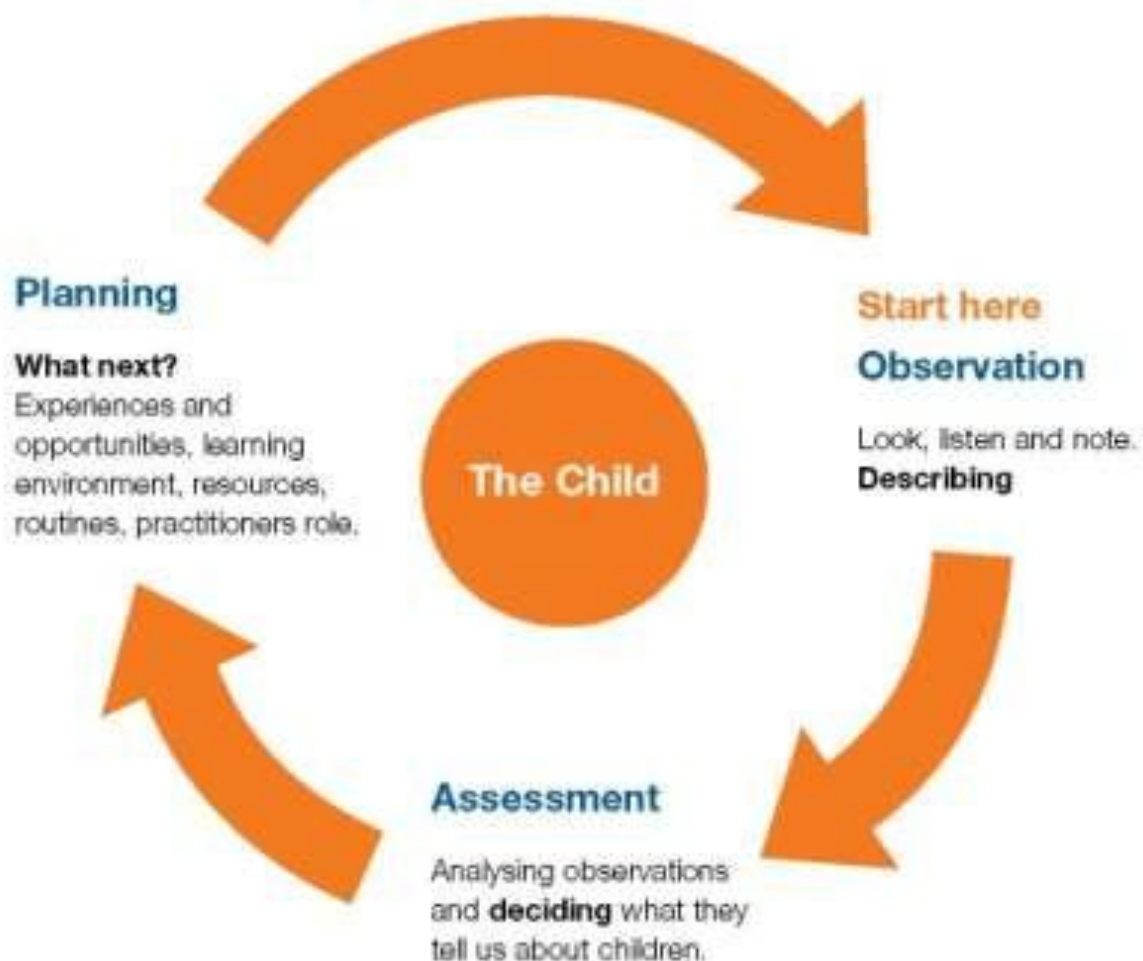 Planning
What next?
Experiences and
opportunities, learning
environment, resources,
routines, practitioners role.
The Child
Start here
Observation
Look, listen and note.
Describing
Assessment
Analysing observations
and deciding what they
tell us about children.